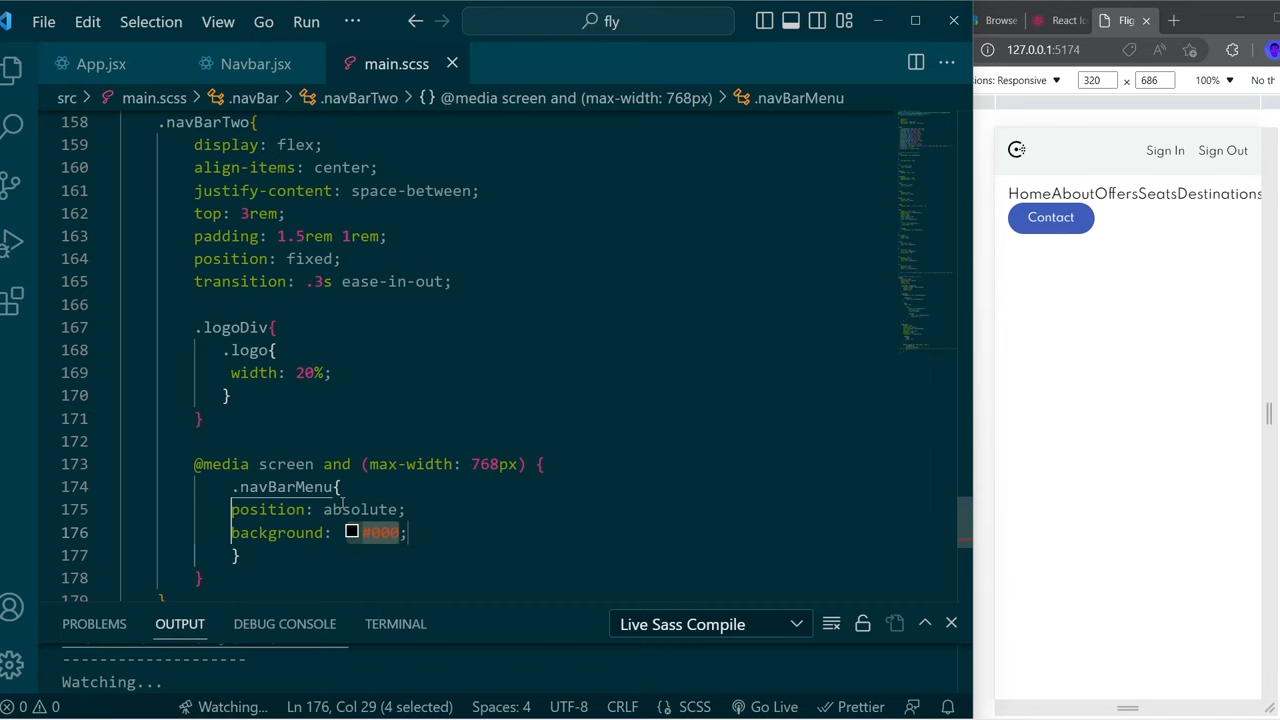 File Edit Selection View Go Run ··· fly
App.jsx Navbar.jsx main.scss
src > main.scss > .navBar > .navBarTwo > {} @media screen and (max-width: 768px) > .navBarMenu
158 .navBarTwo{
159 display: flex;
160 align-items: center;
161 justify-content: space-between;
162 top: 3rem;
163 padding: 1.5rem 1rem;
164 position: fixed;
165 transition: .3s ease-in-out;
166
167 .logoDiv{
168 .logo{
169 width: 20%;
170 }
171 }
172
173 @media screen and (max-width: 768px) {
174 .navBarMenu{
175 position: absolute;
176 background: #000;
177 }
178 }
179 }
PROBLEMS OUTPUT DEBUG CONSOLE TERMINAL Live Sass Compile
--------------------
Watching...
0 0 Watching... Ln 176, Col 29 (4 selected) Spaces: 4 UTF-8 CRLF SCSS Go Live Prettier
Browse React Ic Flig
127.0.0.1:5174
ions: Responsive 320 × 686 100% No th
Sign In Sign Out
HomeAboutOffersSeatsDestinations
Contact